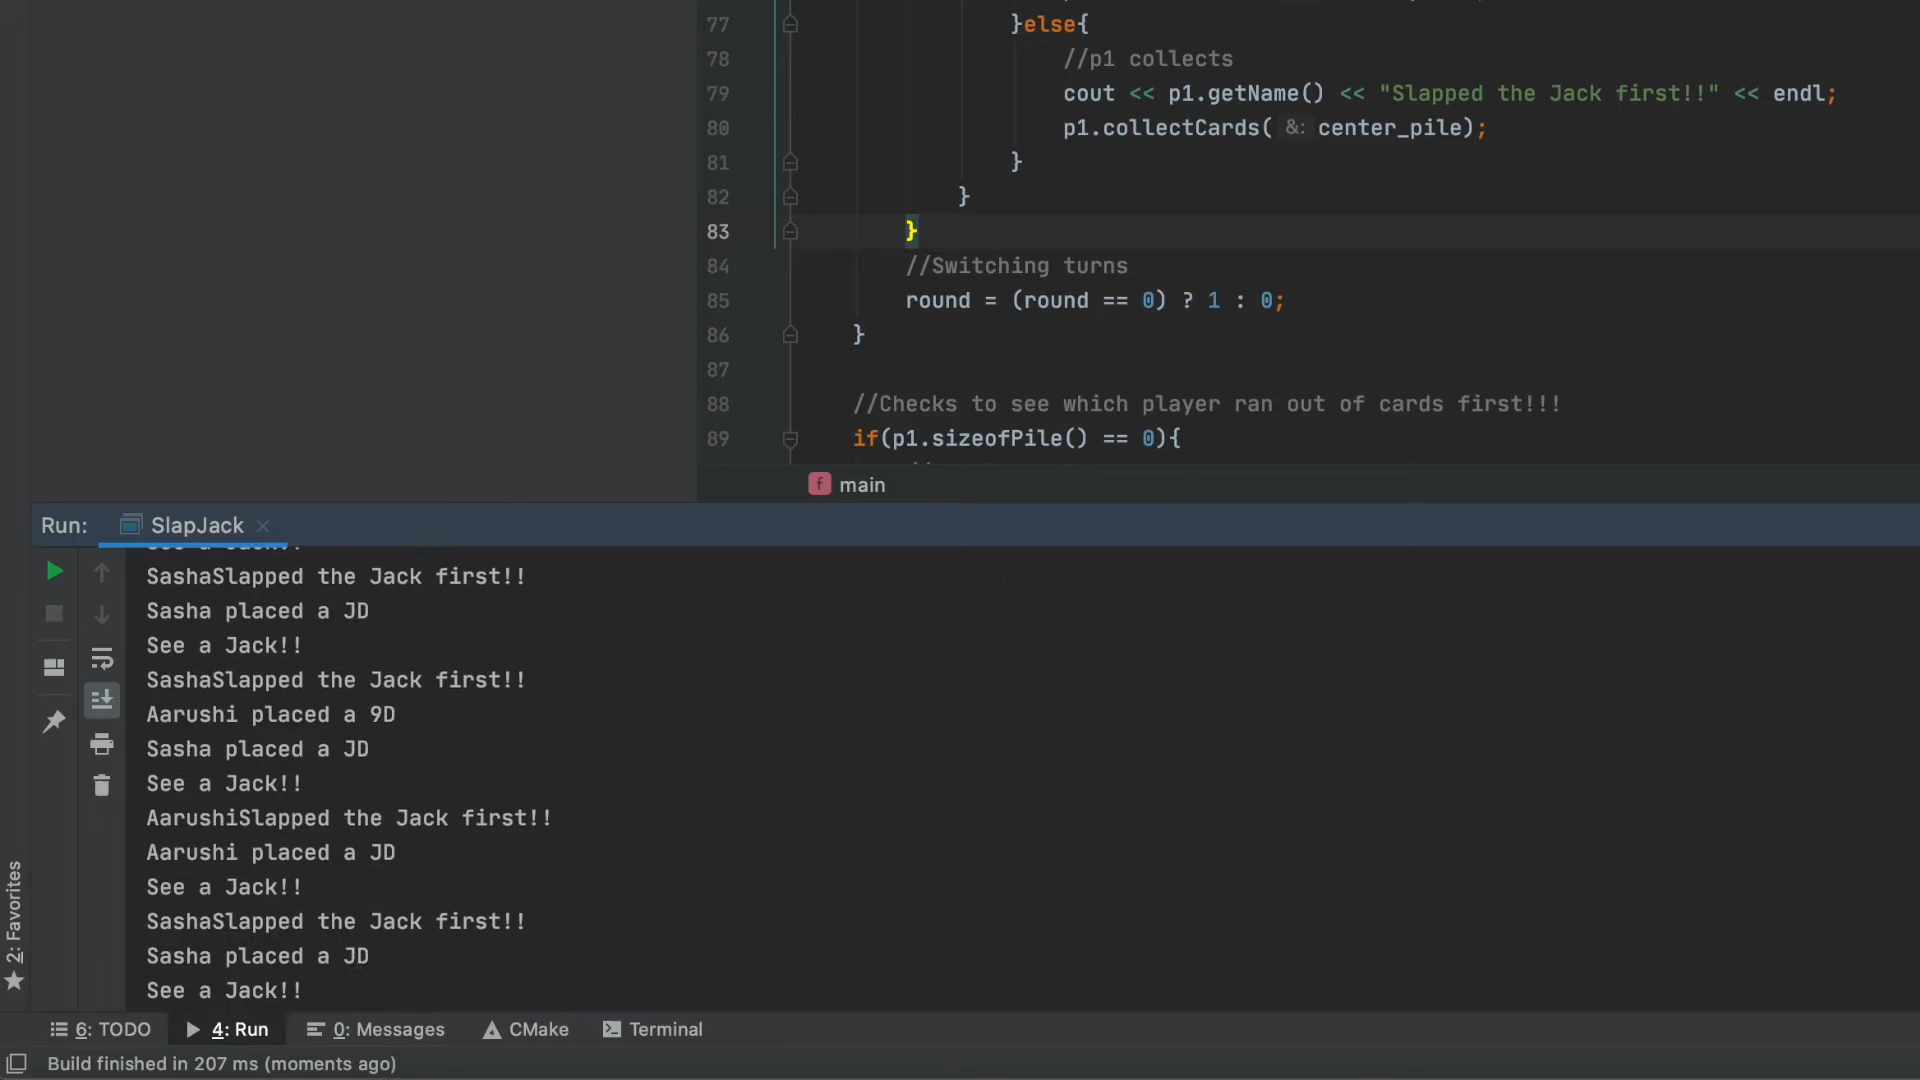 77 }else{
78 //p1 collects
79 cout << p1.getName() << "Slapped the Jack first!!" << endl;
80 p1.collectCards( &: center_pile);
81 }
82 }
83 }
84 //Switching turns
85 round = (round == 0) ? 1 : 0;
86 }
87
88 //Checks to see which player ran out of cards first!!!
89 if(p1.sizeofPile() == 0){
f main
Run: SlapJack ×
See a Jack!!
SashaSlapped the Jack first!!
Sasha placed a JD
See a Jack!!
SashaSlapped the Jack first!!
Aarushi placed a 9D
Sasha placed a JD
See a Jack!!
AarushiSlapped the Jack first!!
Aarushi placed a JD
See a Jack!!
SashaSlapped the Jack first!!
Sasha placed a JD
See a Jack!!
2: Favorites
6: TODO 4: Run 0: Messages CMake Terminal
Build finished in 207 ms (moments ago)